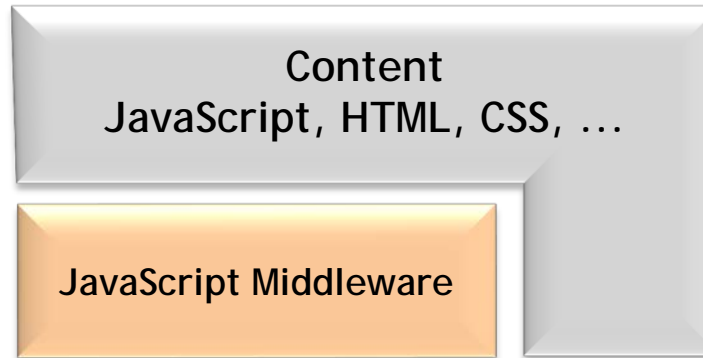 Content
JavaScript, HTML, CSS, ...
JavaScript Middleware